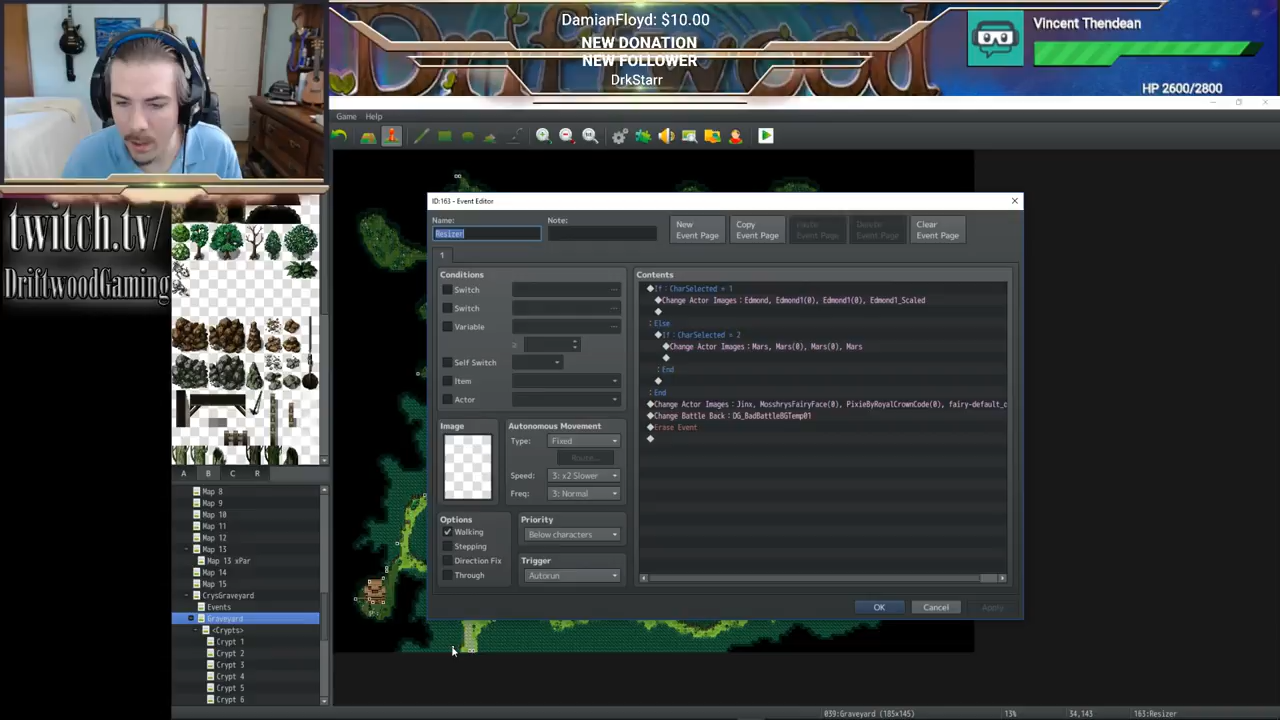 DamianFloyd: $10.00
NEW DONATION
NEW FOLLOWER
DrkStarr
Driftwood
Vincent Thendean
HP 2600/2800
Game Help
twitch.tv/
DriftwoodGaming
ID:163 - Event Editor
Name:
Note:
Resizer
New
Event Page
Copy
Event Page
Paste
Event Page
Delete
Event Page
Clear
Event Page
1
Conditions
Switch
Switch
Variable
≥
Self Switch
Item
Actor
Image
Autonomous Movement
Type: Fixed
Route...
Speed: 3: x2 Slower
Freq: 3: Normal
Options
Walking
Stepping
Direction Fix
Through
Priority
Below characters
Trigger
Autorun
Contents
◆If：CharSelected = 1
◆Change Actor Images：Edmond, Edmond1(0), Edmond1(0), Edmond1_Scaled
◆
：Else
◆If：CharSelected = 2
◆Change Actor Images：Mars, Mars(0), Mars(0), Mars
◆
：End
◆
：End
◆Change Actor Images：Jinx, MosshrysFairyFace(0), PixieByRoyalCrownCode(0), fairy-default_c
◆Change Battle Back：DG_BadBattleBGTemp01
◆Erase Event
◆
OK
Cancel
Apply
A B C R
Map 8
Map 9
Map 10
Map 11
Map 12
Map 13
Map 13 xPar
Map 14
Map 15
CrysGraveyard
Events
Graveyard
<Crypts>
Crypt 1
Crypt 2
Crypt 3
Crypt 4
Crypt 5
Crypt 6
039:Graveyard (185x145)
13%
34,143
163:Resizer